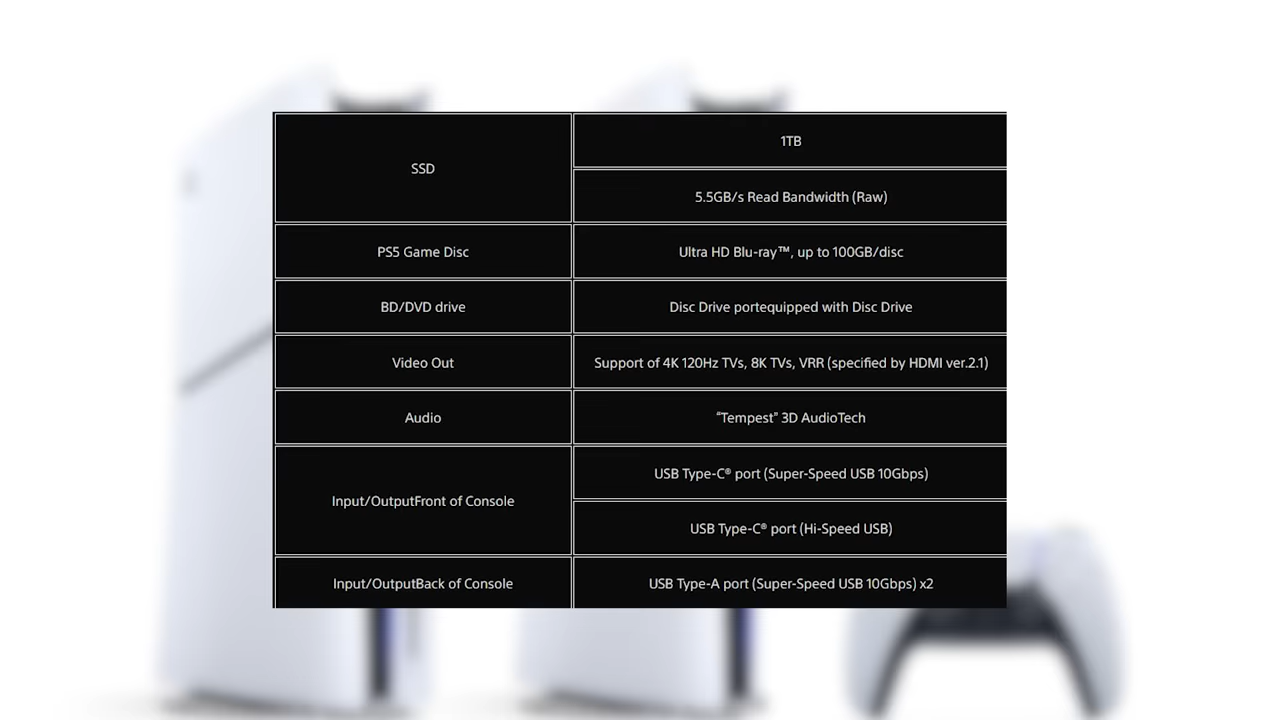 SSD
1TB
5.5GB/s Read Bandwidth (Raw)
PS5 Game Disc
Ultra HD Blu-ray™, up to 100GB/disc
BD/DVD drive
Disc Drive portequipped with Disc Drive
Video Out
Support of 4K 120Hz TVs, 8K TVs, VRR (specified by HDMI ver.2.1)
Audio
“Tempest” 3D AudioTech
Input/OutputFront of Console
USB Type-C® port (Super-Speed USB 10Gbps)
USB Type-C® port (Hi-Speed USB)
Input/OutputBack of Console
USB Type-A port (Super-Speed USB 10Gbps) x2